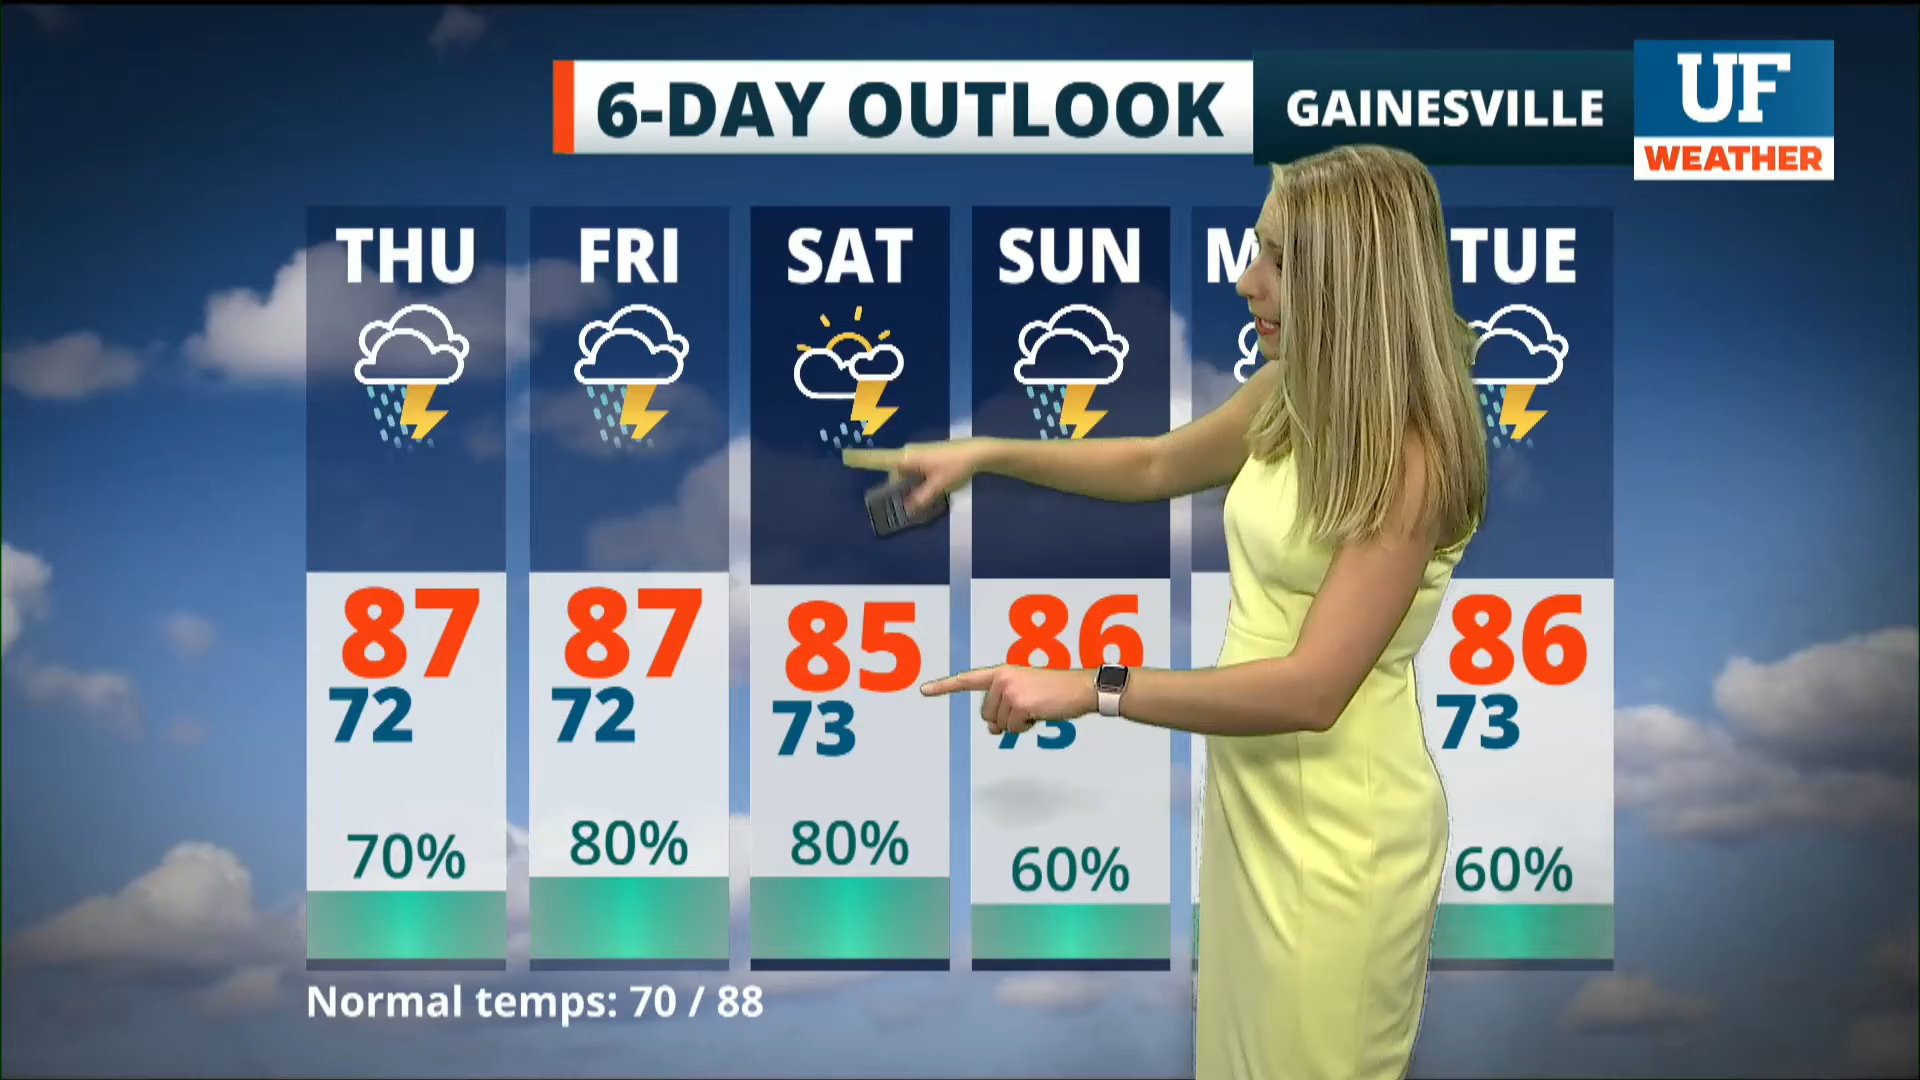 6-DAY OUTLOOK GAINESVILLE
UF
WEATHER
THU FRI SAT SUN TUE
87 87 85 86 86
72 72 73 73 73
70% 80% 80% 60% 60%
Normal temps: 70 / 88